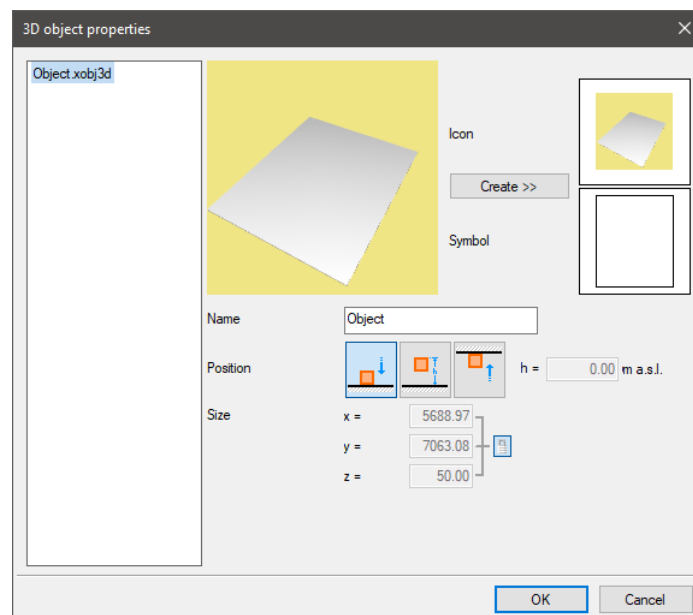 3D object properties
Object.xobj3d
Icon
Create >>
Symbol
Name
Object
Position
h =
0.00 m a.s.l.
Size
x =
5688.97
y =
7063.08
z =
50.00
OK
Cancel